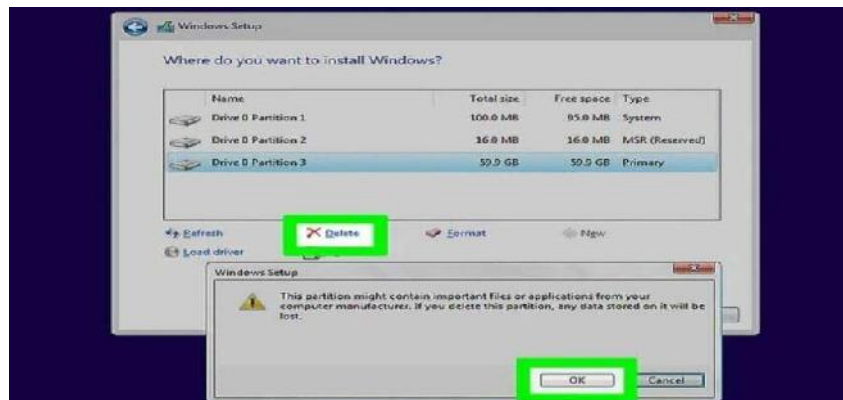 Windows Setup
Where do you want to install Windows?
Name Total size Free space Type
Drive 0 Partition 1 100.0 MB 95.0 MB System
Drive 0 Partition 2 16.0 MB 16.0 MB MSR (Reserved)
Drive 0 Partition 3 59.9 GB 59.9 GB Primary
Refresh Delete Format New
Load driver
Windows Setup
This partition might contain important files or applications from your
computer manufacturer. If you delete this partition, any data stored on it will be
lost.
OK Cancel